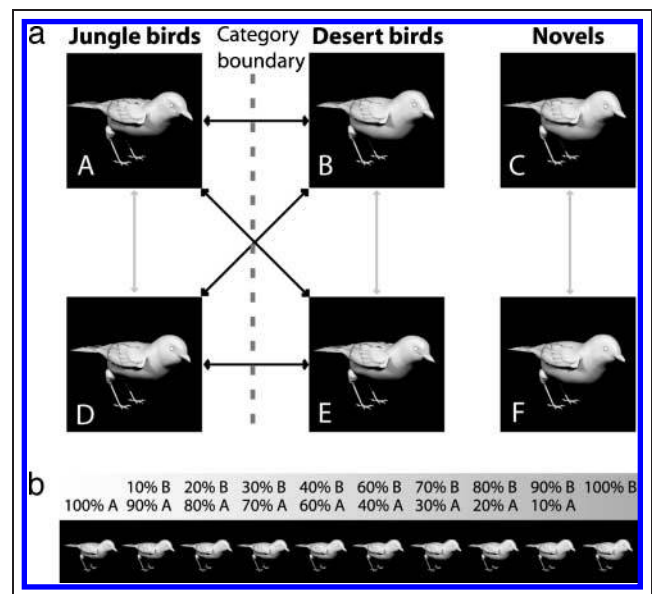 a
Jungle birds Category boundary Desert birds Novels
A B C
D E F
b
10% B 20% B 30% B 40% B 60% B 70% B 80% B 90% B 100% B
100% A 90% A 80% A 70% A 60% A 40% A 30% A 20% A 10% A